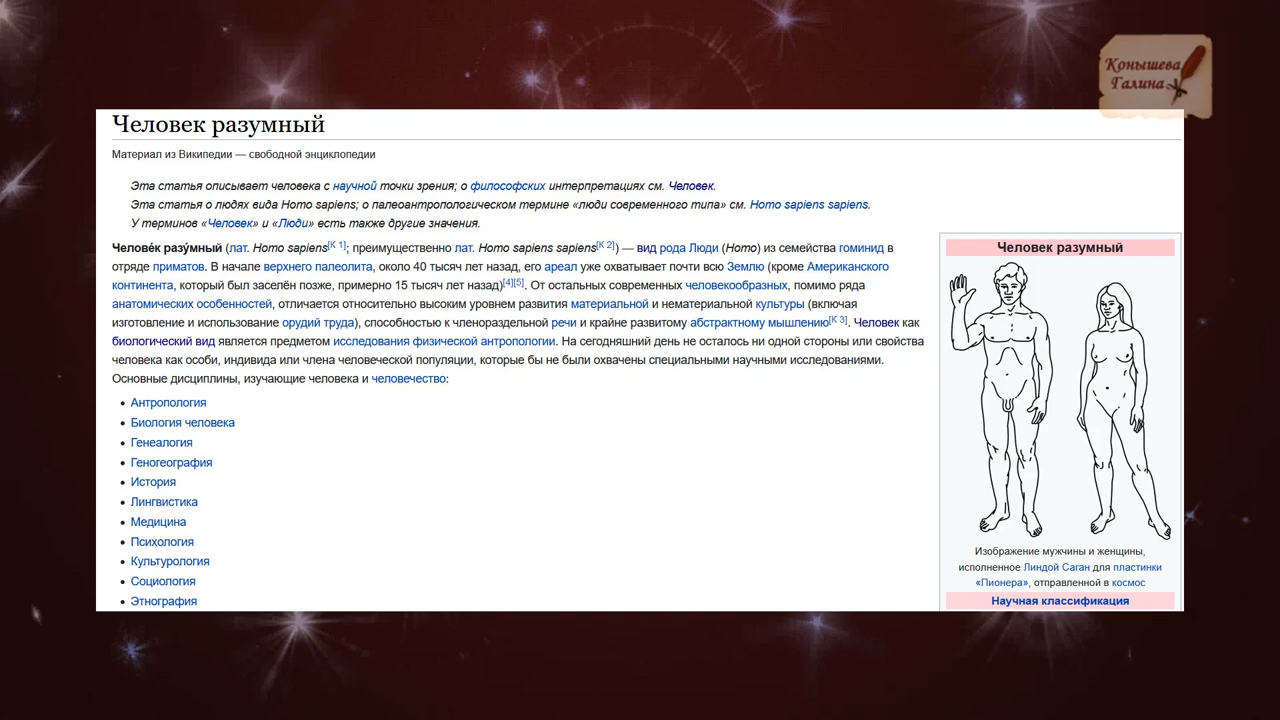 Конышева
Галина
Человек разумный
Материал из Википедии — свободной энциклопедии
Эта статья описывает человека с научной точки зрения; о философских интерпретациях см. Человек.
Эта статья о людях вида Homo sapiens; о палеоантропологическом термине «люди современного типа» см. Homo sapiens sapiens.
У терминов «Человек» и «Люди» есть также другие значения.
Челове́к разу́мный (лат. Homo sapiens[К 1]; преимущественно лат. Homo sapiens sapiens[К 2]) — вид рода Люди (Homo) из семейства гоминид в
отряде приматов. В начале верхнего палеолита, около 40 тысяч лет назад, его ареал уже охватывает почти всю Землю (кроме Американского
континента, который был заселён позже, примерно 15 тысяч лет назад)[4][5]. От остальных современных человекообразных, помимо ряда
анатомических особенностей, отличается относительно высоким уровнем развития материальной и нематериальной культуры (включая
изготовление и использование орудий труда), способностью к членораздельной речи и крайне развитому абстрактному мышлению[К 3]. Человек как
биологический вид является предметом исследования физической антропологии. На сегодняшний день не осталось ни одной стороны или свойства
человека как особи, индивида или члена человеческой популяции, которые бы не были охвачены специальными научными исследованиями.
Основные дисциплины, изучающие человека и человечество:
• Антропология
• Биология человека
• Генеалогия
• Геногеография
• История
• Лингвистика
• Медицина
• Психология
• Культурология
• Социология
• Этнография
Человек разумный
Изображение мужчины и женщины,
исполненное Линдой Саган для пластинки
«Пионера», отправленной в космос
Научная классификация